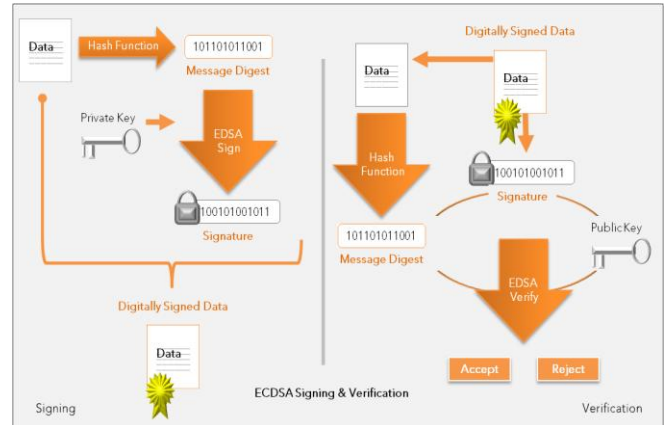 Data
Hash Function
101101011001
Message Digest
Private Key
EDSA
Sign
100101001011
Signature
Digitally Signed Data
Data
Signing
Digitally Signed Data
Data
Data
Hash
Function
100101001011
Signature
101101011001
Message Digest
Public Key
EDSA
Verify
Accept
Reject
ECDSA Signing & Verification
Verification